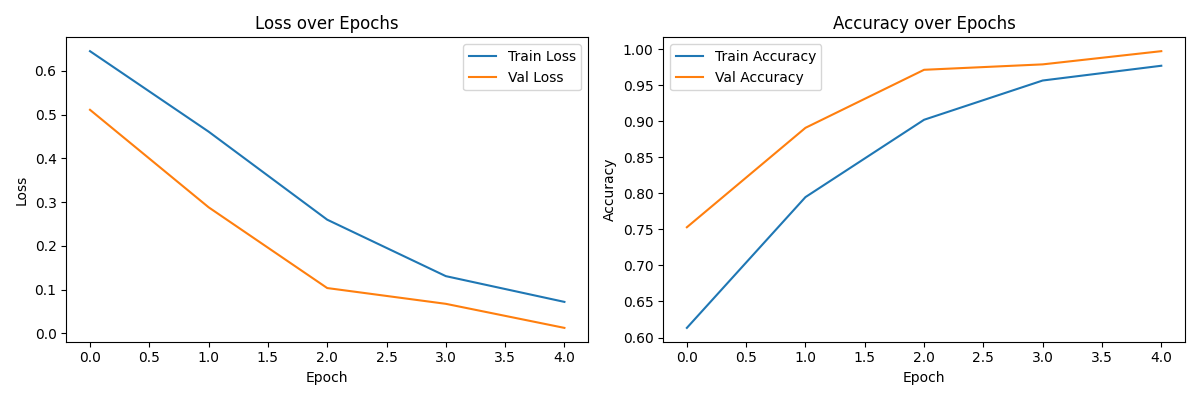 Loss over Epochs
Train Loss
Val Loss
0.6
0.5
0.4
0.3
0.2
0.1
0.0
Loss
0.0 0.5 1.0 1.5 2.0 2.5 3.0 3.5 4.0
Epoch
Accuracy over Epochs
Train Accuracy
Val Accuracy
1.00
0.95
0.90
0.85
0.80
0.75
0.70
0.65
0.60
Accuracy
0.0 0.5 1.0 1.5 2.0 2.5 3.0 3.5 4.0
Epoch